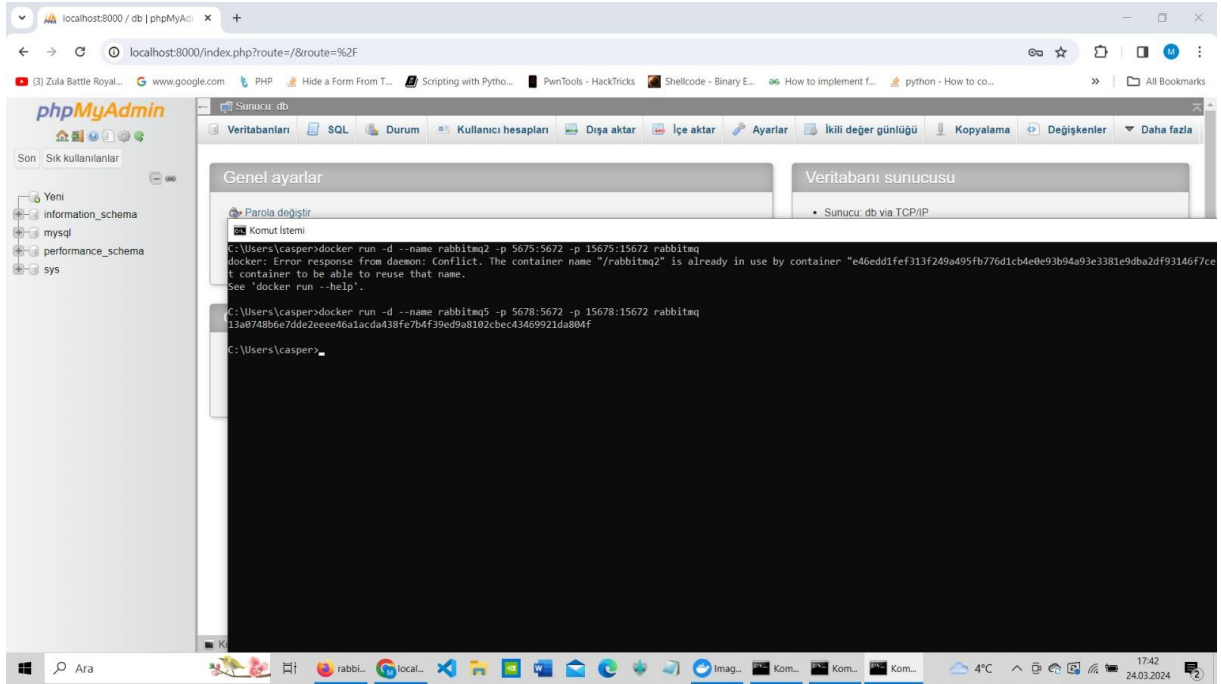 localhost:8000 / db | phpMyAd
localhost:8000/index.php?route=/&route=%2F
(3) Zula Battle Royal...
www.google.com
PHP
Hide a Form From T...
Scripting with Pytho...
PwnTools - HackTricks
Shellcode - Binary E...
How to implement f...
python - How to co...
All Bookmarks
phpMyAdmin
Son Sık kullanılanlar
Yeni
information_schema
mysql
performance_schema
sys
Sunucu: db
Veritabanları
SQL
Durum
Kullanıcı hesapları
Dışa aktar
İçe aktar
Ayarlar
İkili değer günlüğü
Kopyalama
Değişkenler
Daha fazla
Genel ayarlar
Parola değiştir
Veritabanı sunucusu
Sunucu: db via TCP/IP
Komut İstemi
C:\Users\casper>docker run -d --name rabbitmq2 -p 5675:5672 -p 15675:15672 rabbitmq
docker: Error response from daemon: Conflict. The container name "/rabbitmq2" is already in use by container "e46edd1fef313f249a495fb776d1cb4e0e93b94a93e3381e9dba2df93146f7ce
t container to be able to reuse that name.
See 'docker run --help'.
C:\Users\casper>docker run -d --name rabbitmq5 -p 5678:5672 -p 15678:15672 rabbitmq
13a0748b6e7dde2eeee46a1acda438fe7b4f39ed9a8102cbec43469921da804f
C:\Users\casper>
Ara
rabbi...
local...
Imag...
Kom...
Kom...
Kom...
4°C
17:42
24.03.2024